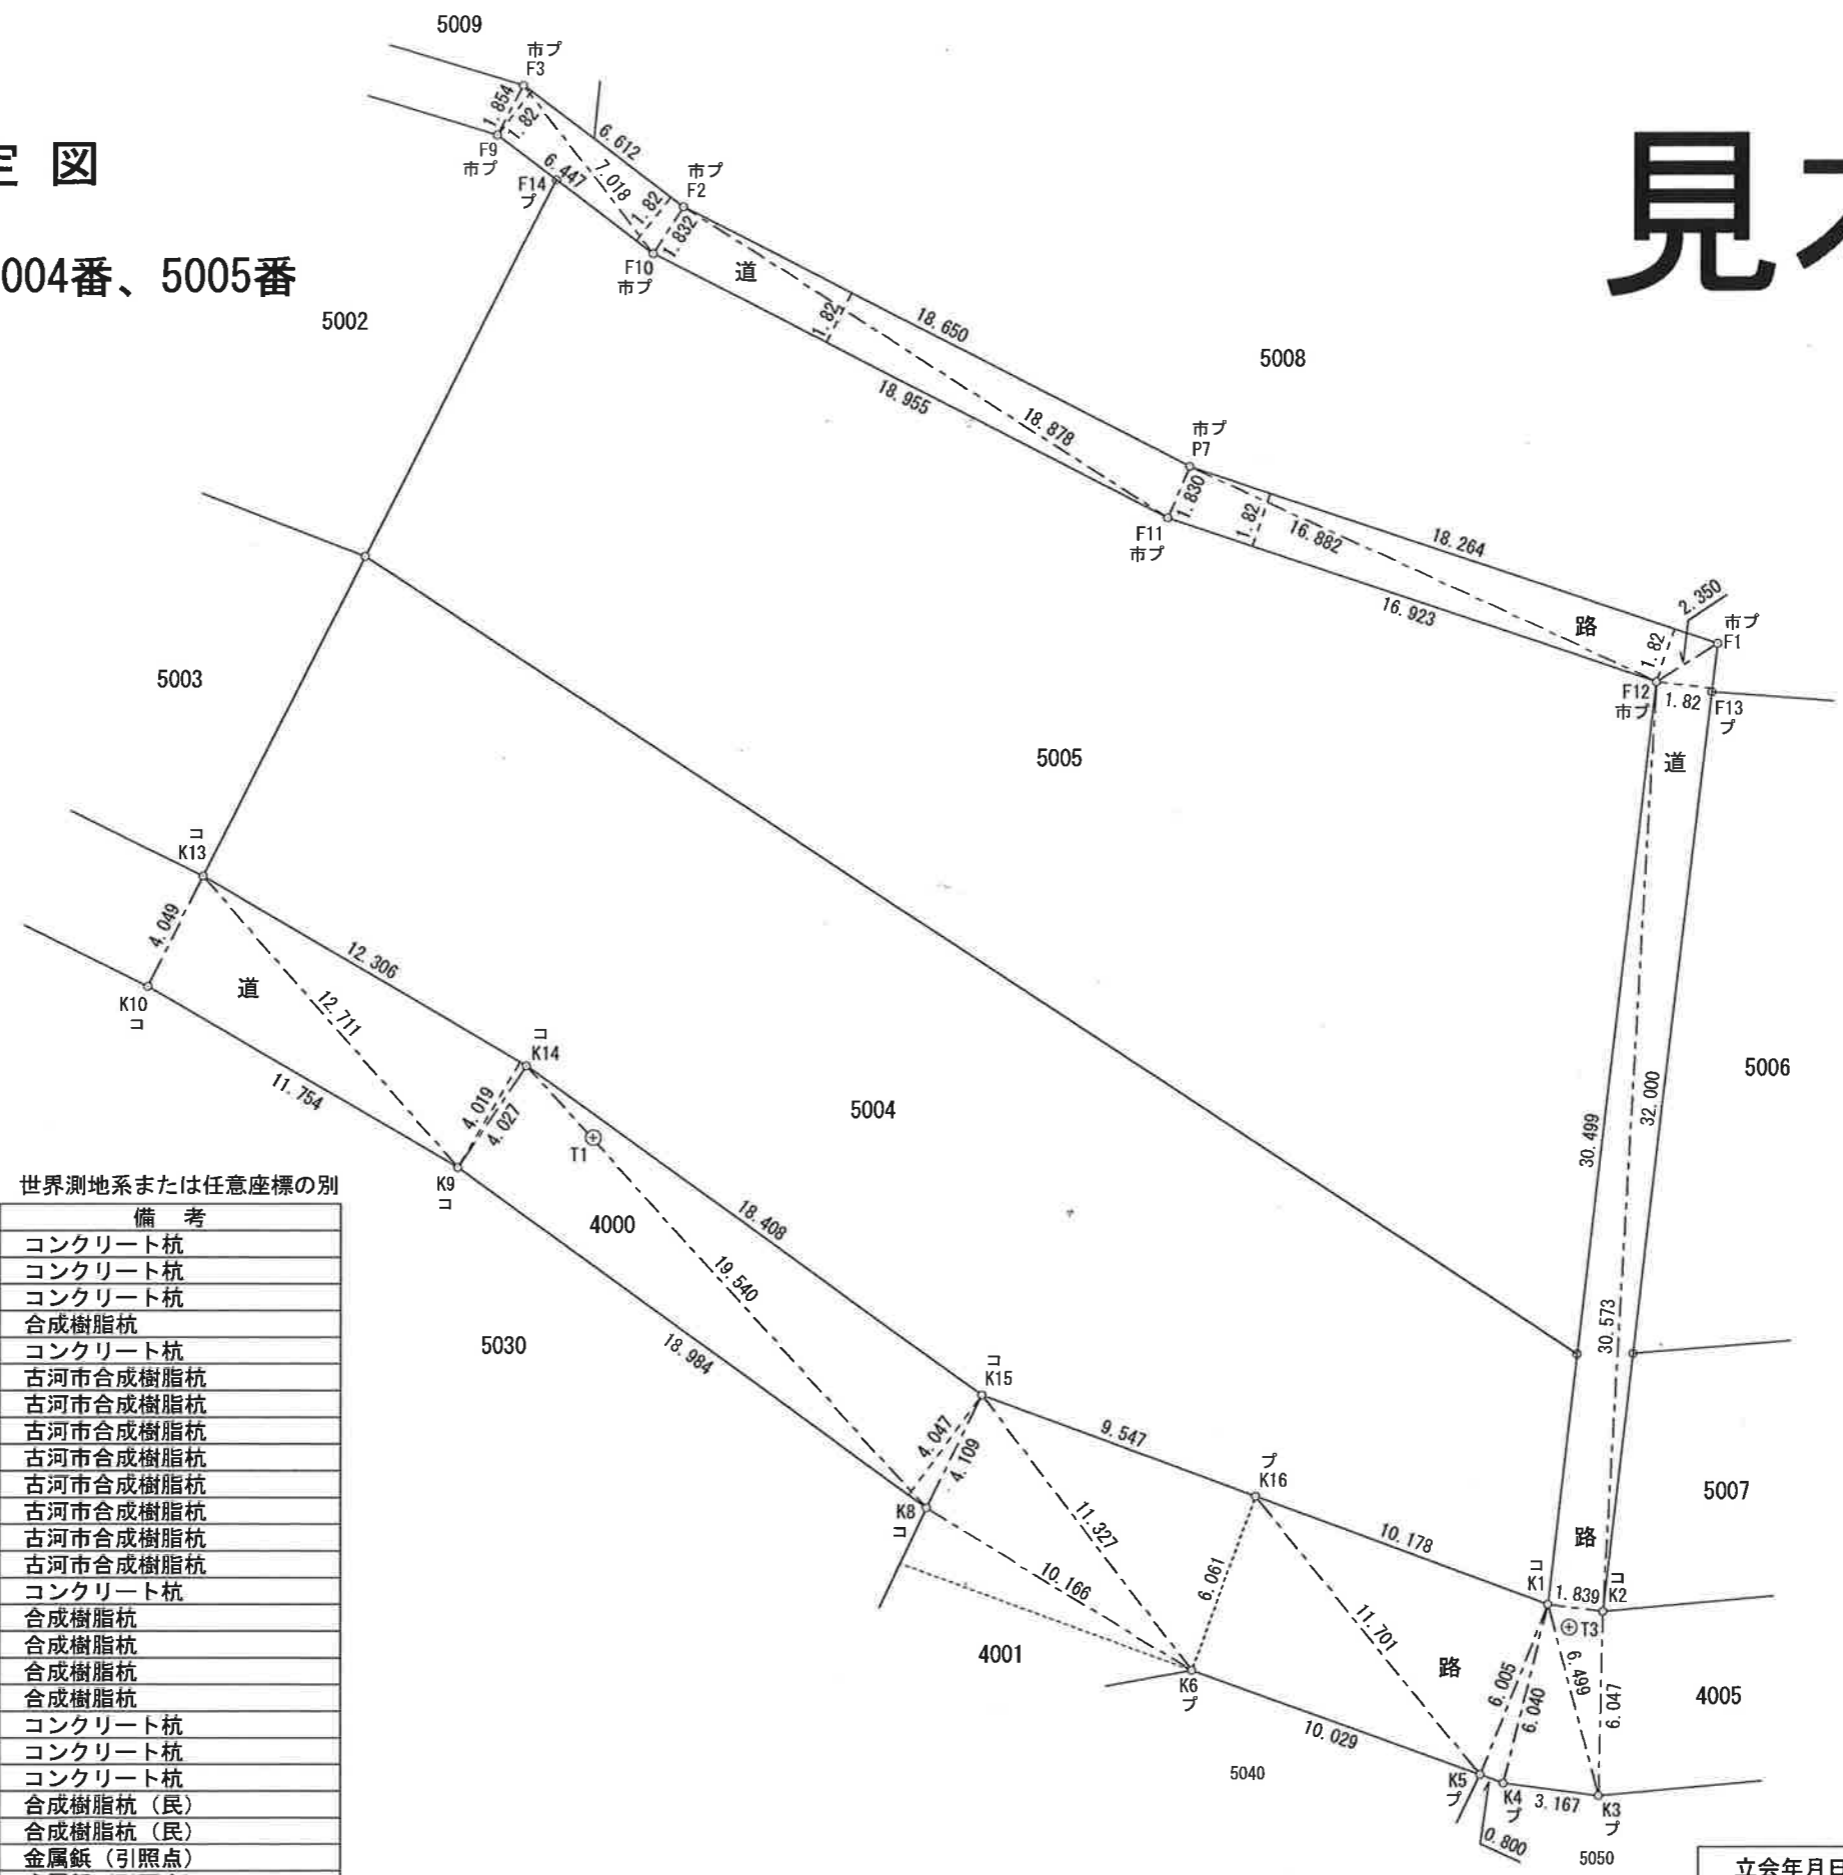 5009
市プ
F3
1.854
1.82
6.612
F9
市プ
6.447
7.018
F14
プ
市プ
F2
1.82
1.832
F10
市プ
定 図
004番、5005番
見本
5002
道
1.82
18.650
18.955
18.878
5008
市プ
P7
1.830
F11
市プ
1.82
16.882
18.264
16.923
2.350
路
1.82
市プ
F1
F12
市プ
1.82
F13
プ
道
5003
5005
コ
K13
4.049
12.306
K10
コ
道
12.711
11.754
コ
K14
4.019
4.027
T1
K9
コ
5004
5006
30.499
32.000
30.573
4000
18.408
19.540
5030
18.984
コ
K15
4.047
4.109
9.547
K8
コ
プ
K16
11.327
10.166
6.061
10.178
11.701
5007
路
コ
K1
1.839
コ
K2
T3
4001
K6
プ
路
6.005
6.040
6.499
6.047
4005
10.029
5040
K5
プ
K4
プ
3.167
K3
プ
0.800
5050
立会年月日
世界測地系または任意座標の別
備 考
コンクリート杭
コンクリート杭
コンクリート杭
合成樹脂杭
コンクリート杭
古河市合成樹脂杭
古河市合成樹脂杭
古河市合成樹脂杭
古河市合成樹脂杭
古河市合成樹脂杭
古河市合成樹脂杭
古河市合成樹脂杭
古河市合成樹脂杭
コンクリート杭
合成樹脂杭
合成樹脂杭
合成樹脂杭
合成樹脂杭
コンクリート杭
コンクリート杭
コンクリート杭
合成樹脂杭（民）
合成樹脂杭（民）
金属鋲（引照点）